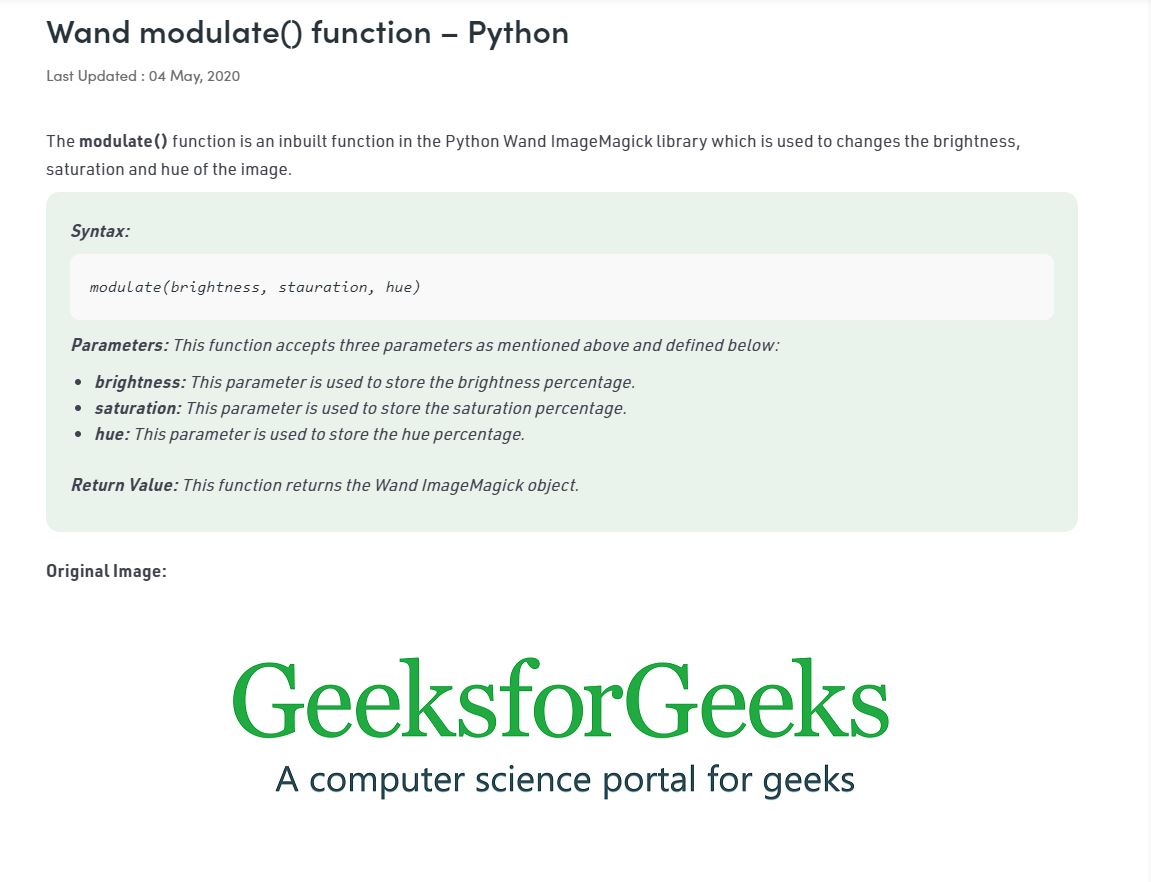 Wand modulate() function – Python
Last Updated : 04 May, 2020
The modulate() function is an inbuilt function in the Python Wand ImageMagick library which is used to changes the brightness,
saturation and hue of the image.
Syntax:
modulate(brightness, stauration, hue)
Parameters: This function accepts three parameters as mentioned above and defined below:
• brightness: This parameter is used to store the brightness percentage.
• saturation: This parameter is used to store the saturation percentage.
• hue: This parameter is used to store the hue percentage.
Return Value: This function returns the Wand ImageMagick object.
Original Image:
GeeksforGeeks
A computer science portal for geeks